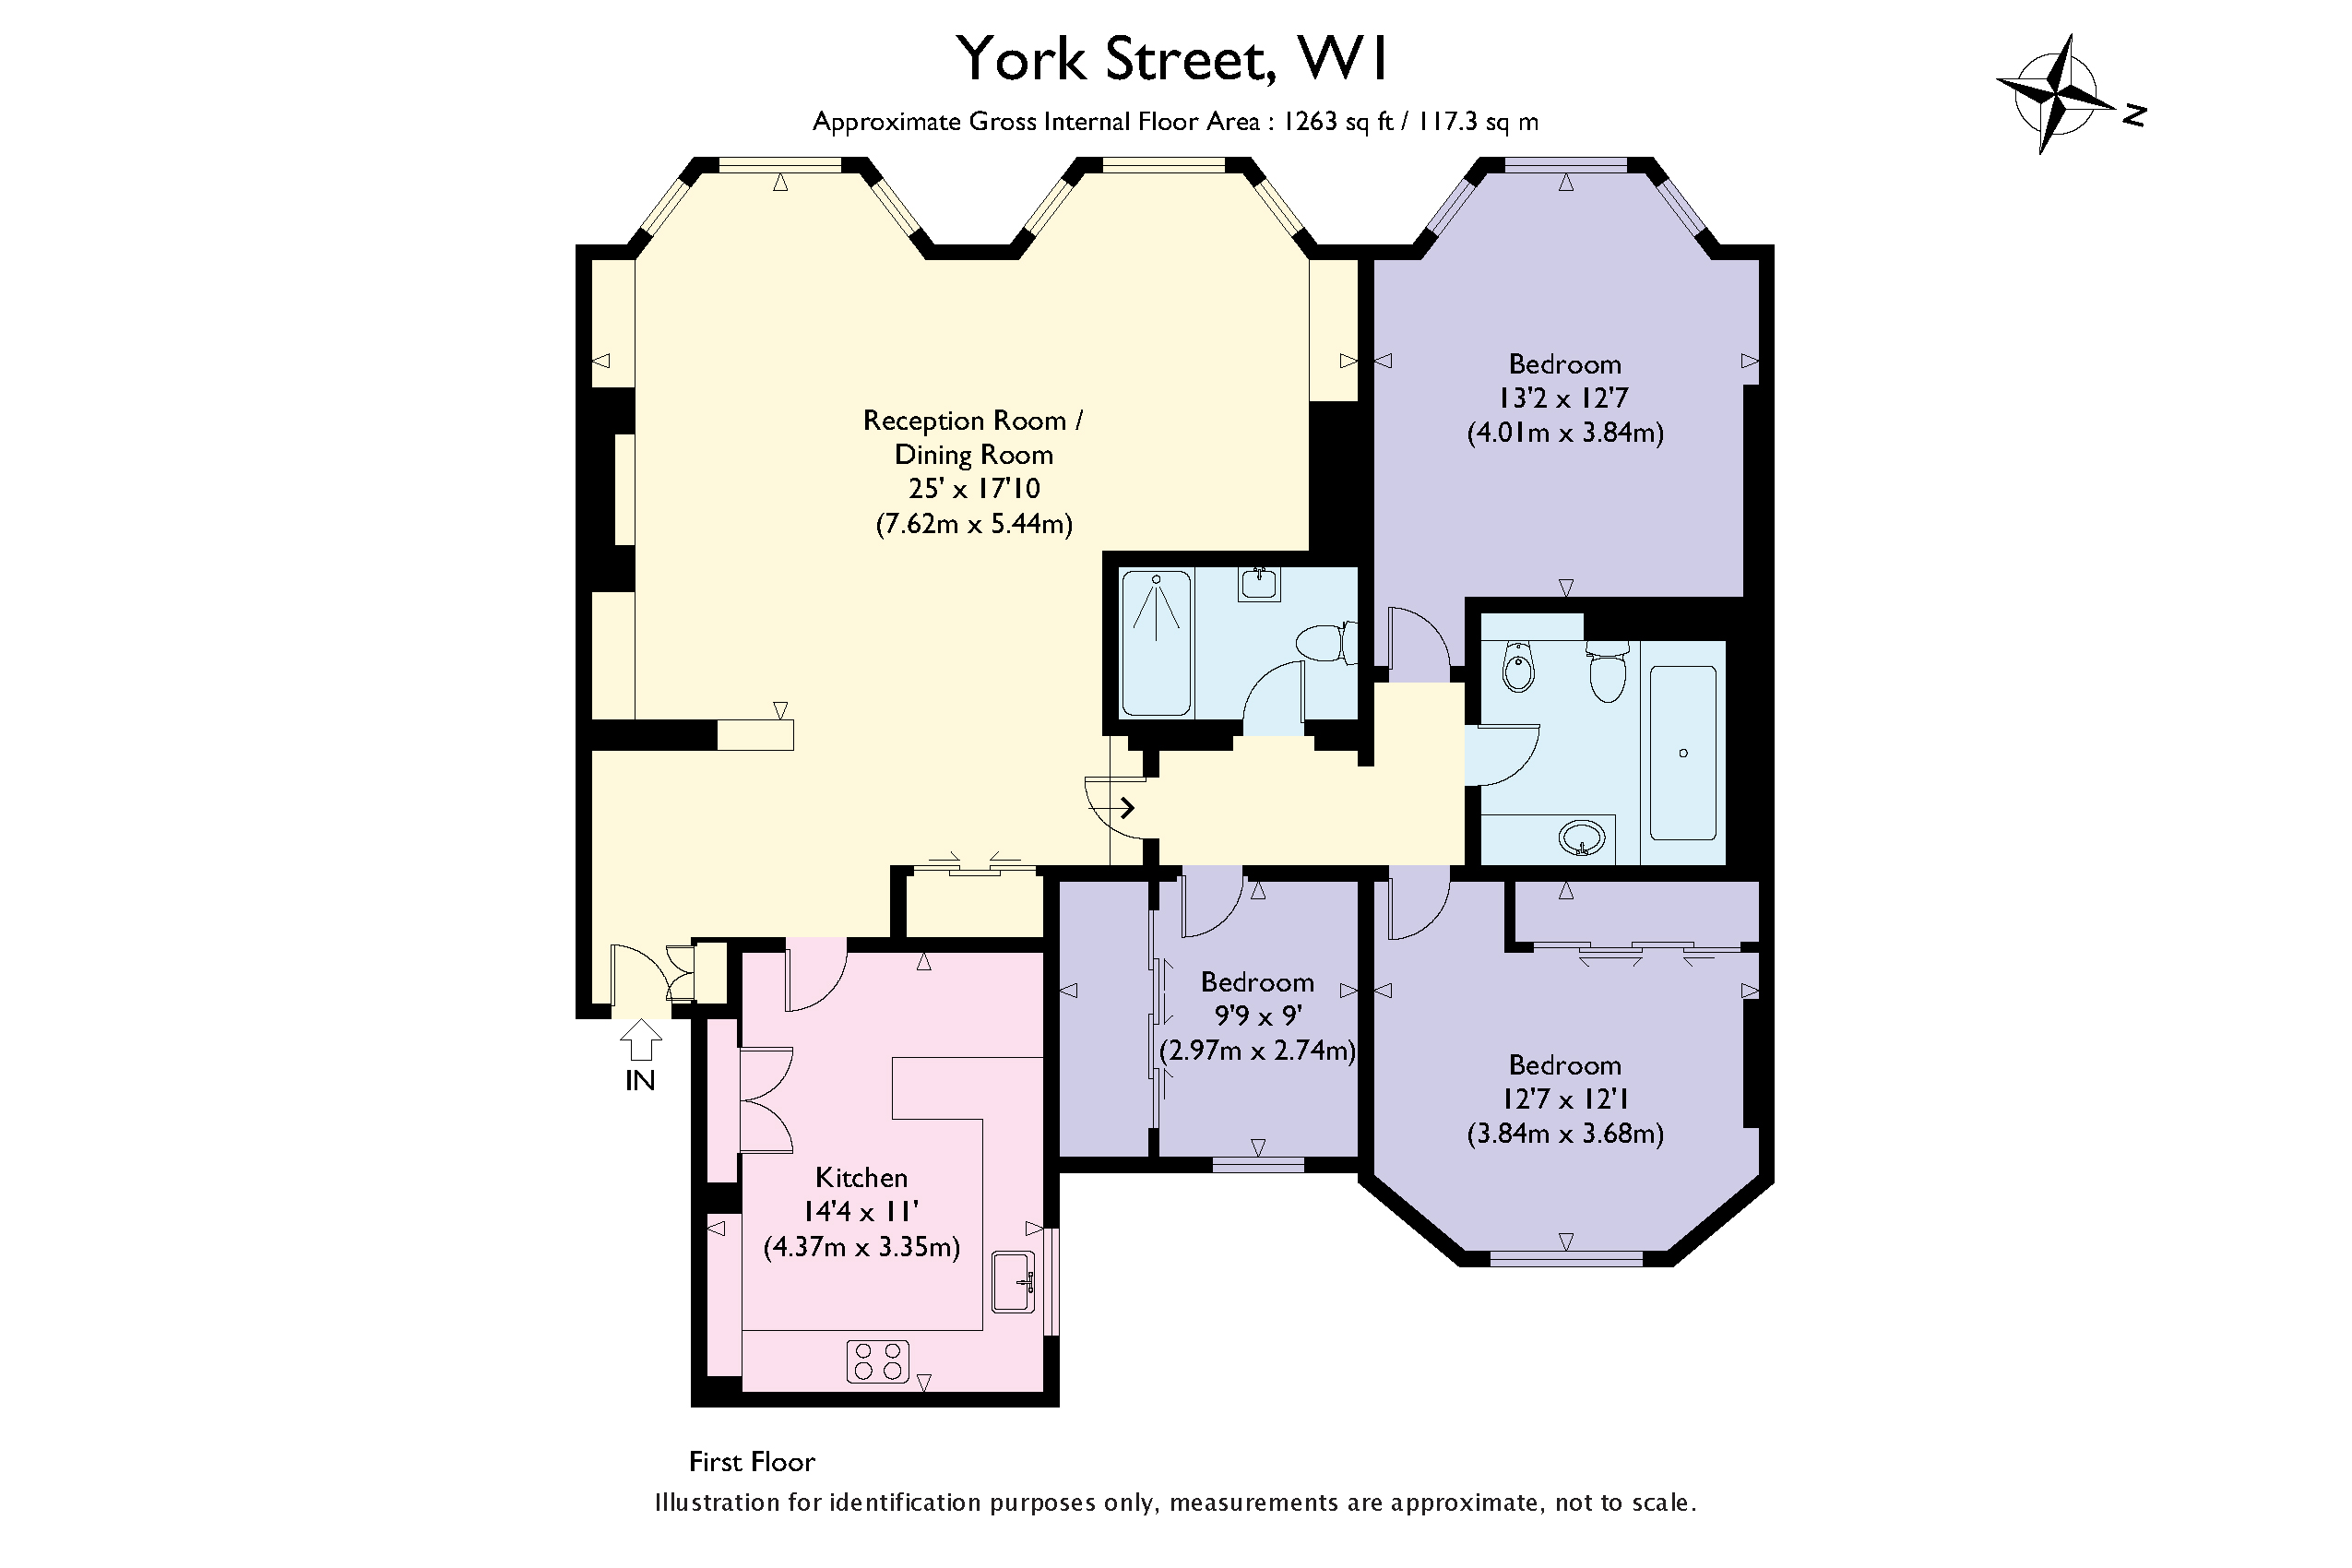 York Street, W1
Approximate Gross Internal Floor Area : 1263 sq ft / 117.3 sq m
N
Bedroom
13'2 x 12'7
(4.01m x 3.84m)
Reception Room /
Dining Room
25' x 17'10
(7.62m x 5.44m)
Bedroom
9'9 x 9'
(2.97m x 2.74m)
Bedroom
12'7 x 12'1
(3.84m x 3.68m)
IN
Kitchen
14'4 x 11'
(4.37m x 3.35m)
First Floor
Illustration for identification purposes only, measurements are approximate, not to scale.